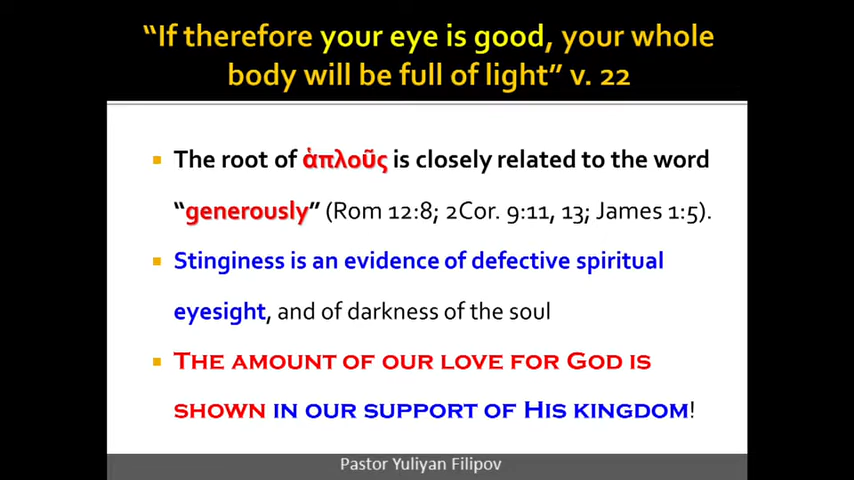 “If therefore your eye is good, your whole
body will be full of light” v. 22
The root of ἁπλοῦς is closely related to the word
“generously” (Rom 12:8; 2Cor. 9:11, 13; James 1:5).
Stinginess is an evidence of defective spiritual
eyesight, and of darkness of the soul
The amount of our love for God is
shown in our support of His kingdom!
Pastor Yuliyan Filipov